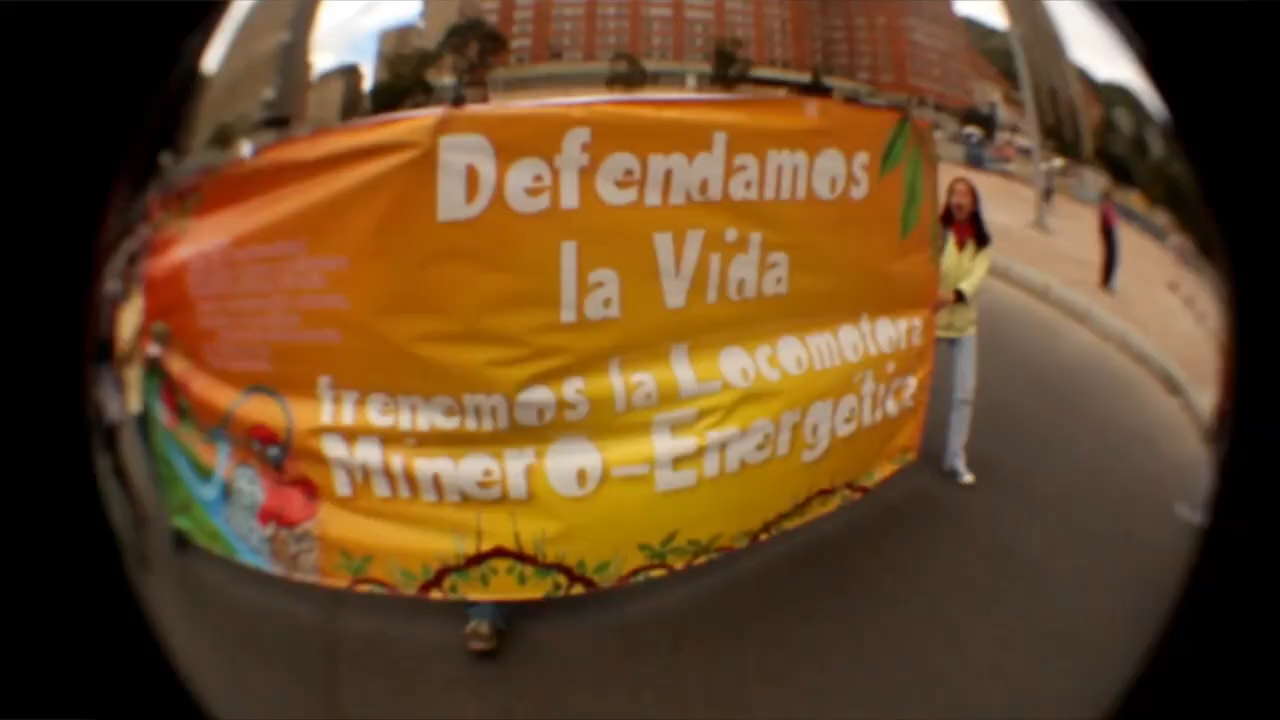 Defendamos
la Vida
frenemos la Locomotora
Minero-Energética